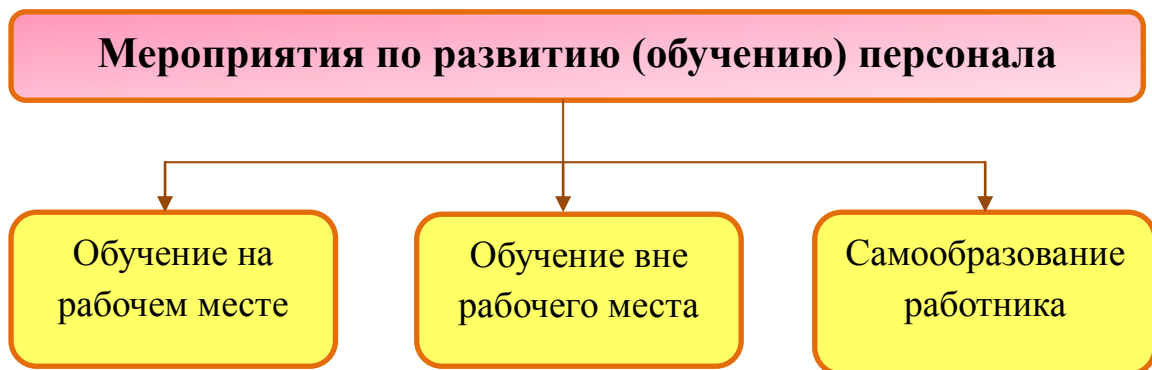 Мероприятия по развитию (обучению) персонала
Обучение на
рабочем месте
Обучение вне
рабочего места
Самообразование
работника